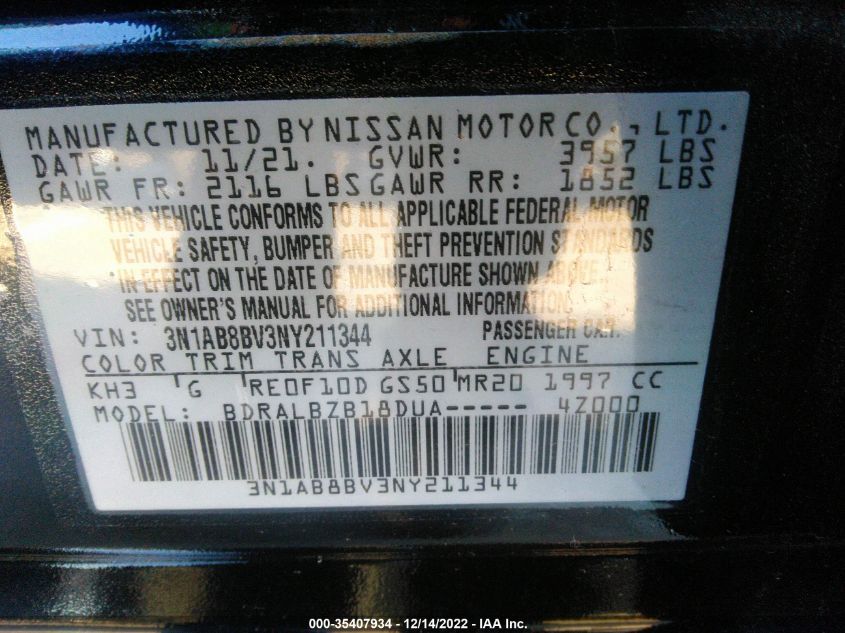 MANUFACTURED BY NISSAN MOTOR CO., LTD.
DATE: 11/21. GVWR: 3957 LBS
GAWR FR: 2116 LBS GAWR RR: 1852 LBS
THIS VEHICLE CONFORMS TO ALL APPLICABLE FEDERAL MOTOR
VEHICLE SAFETY, BUMPER AND THEFT PREVENTION STANDARDS
IN EFFECT ON THE DATE OF MANUFACTURE SHOWN ABOVE.
SEE OWNER'S MANUAL FOR ADDITIONAL INFORMATION.
VIN: 3N1AB8BV3NY211344 PASSENGER CAR.
COLOR TRIM TRANS AXLE ENGINE
KH3 G RE0F10D GS50 MR20 1997 CC
MODEL: BDRALBZB18DUA----- 4Z000
3N1AB8BV3NY211344
000-35407934 - 12/14/2022 - IAA Inc.